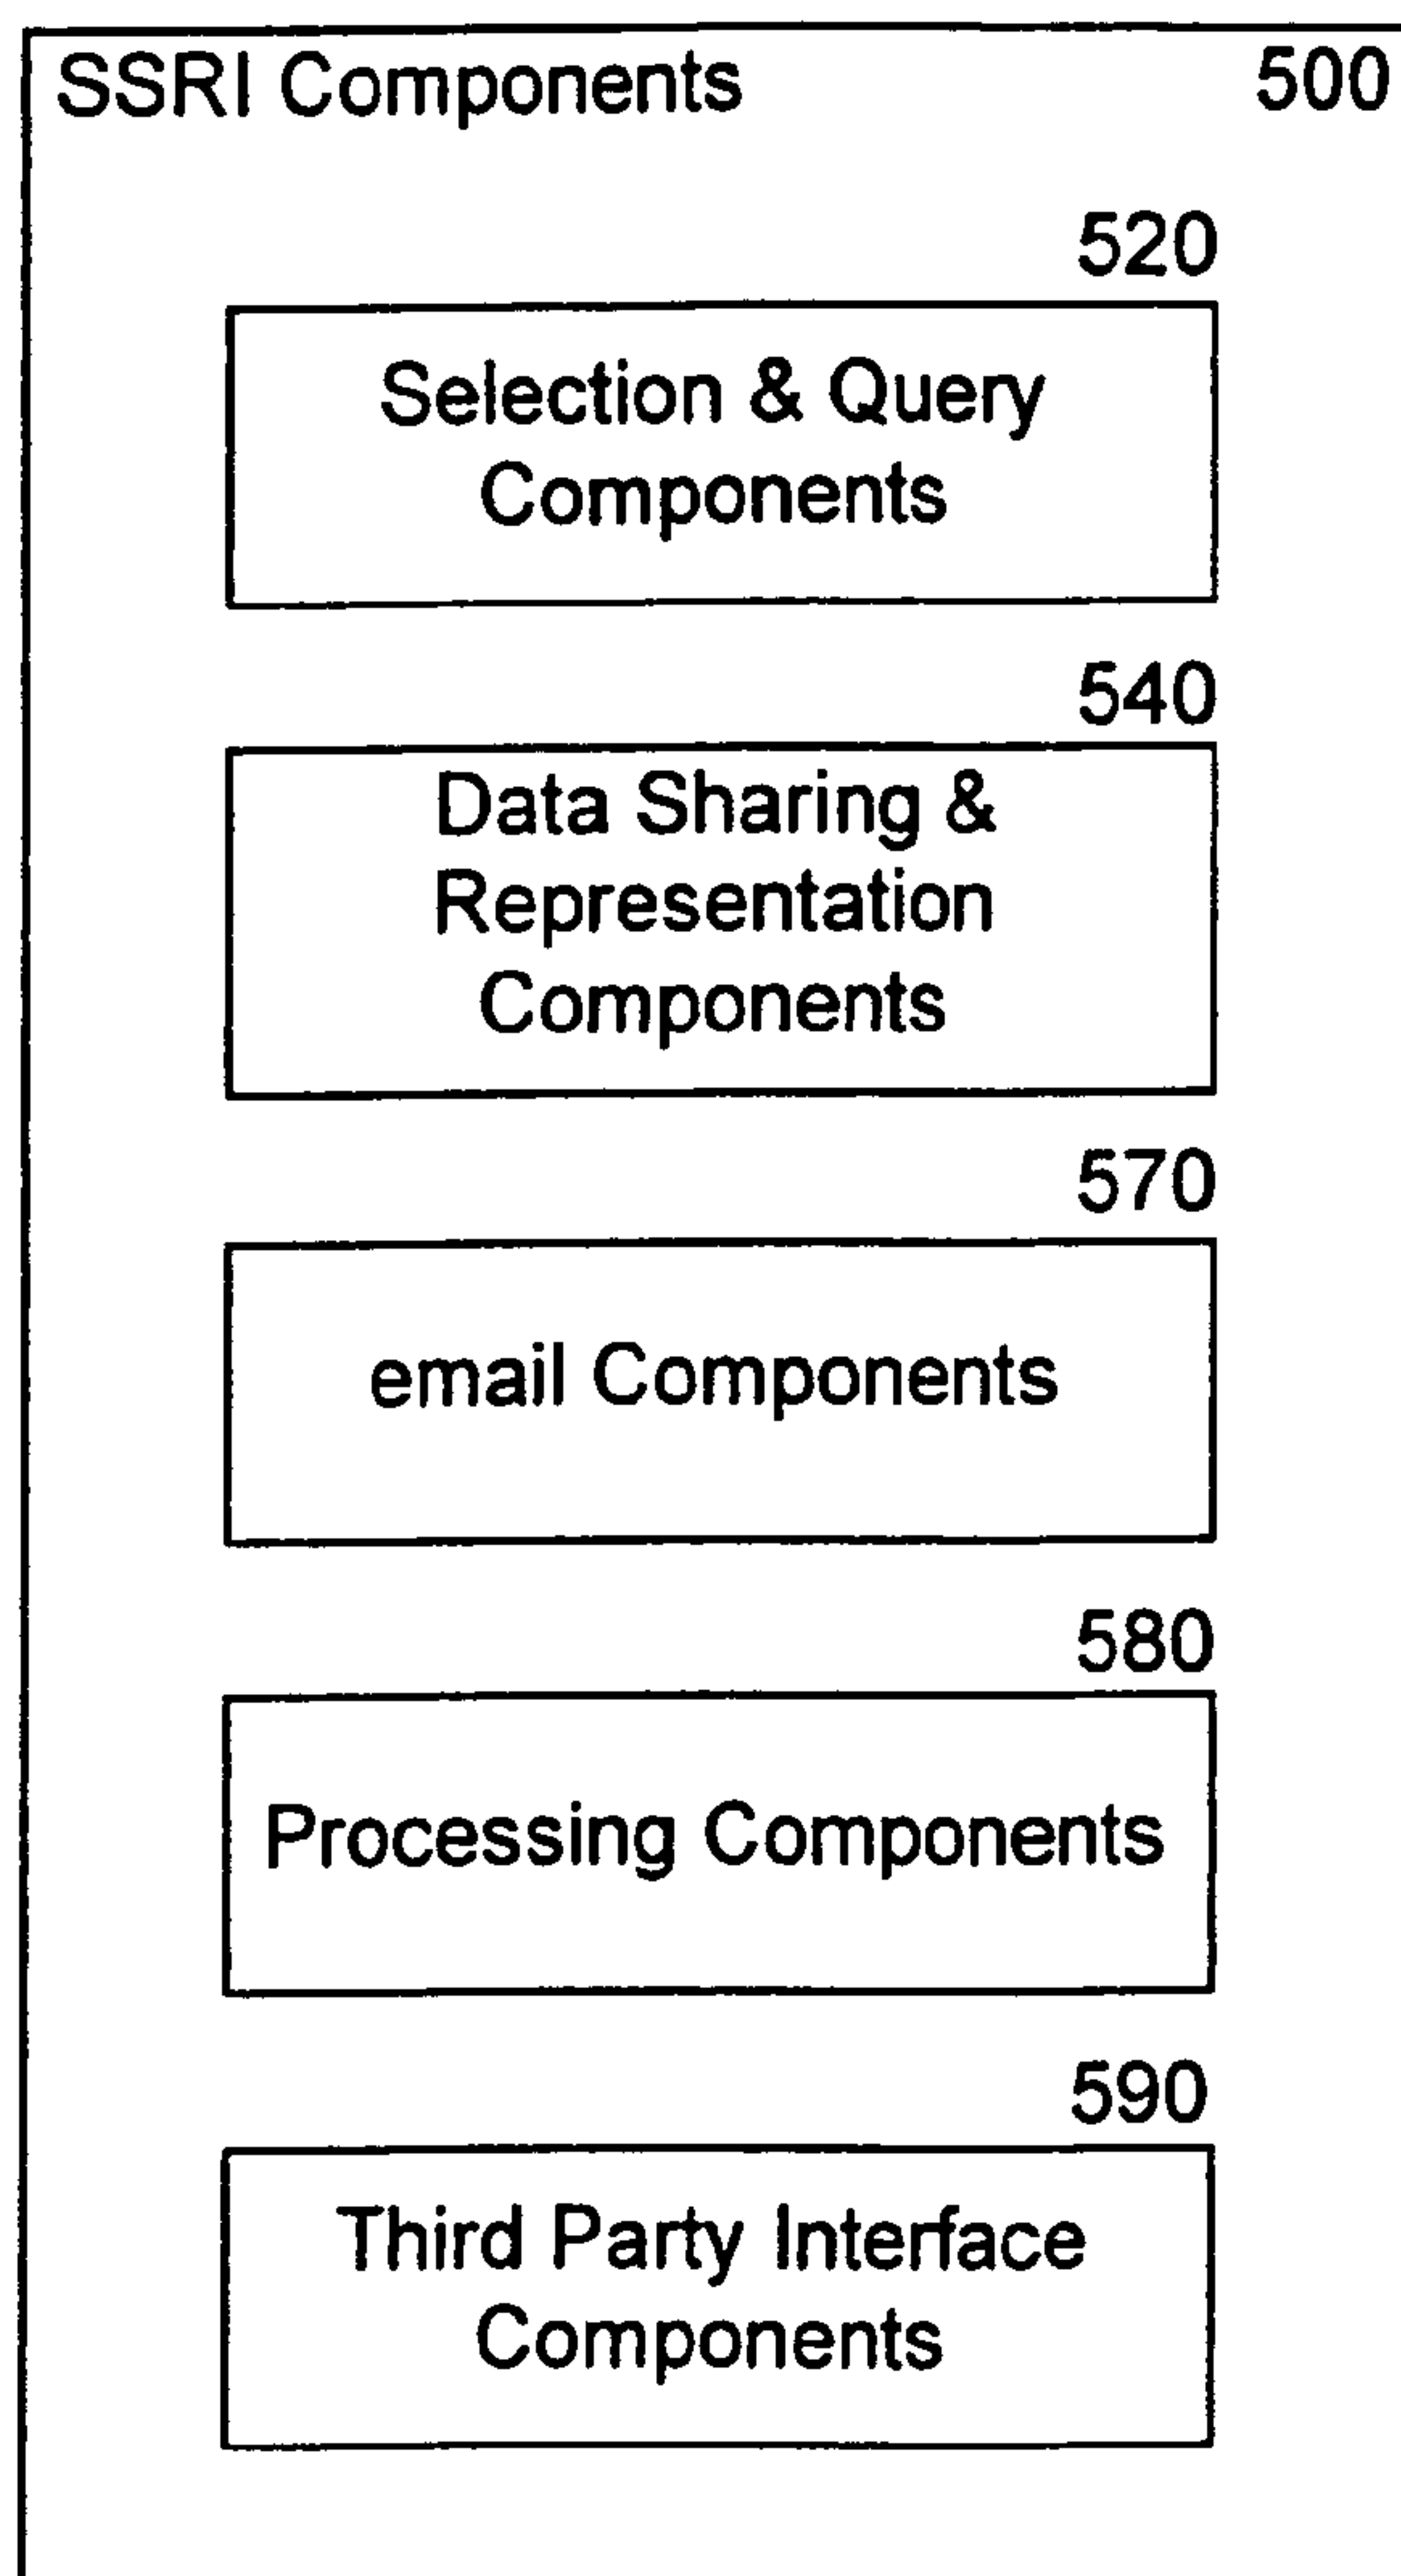 SSRI Components 500
520
Selection & Query
Components
540
Data Sharing &
Representation
Components
570
email Components
580
Processing Components
590
Third Party Interface
Components